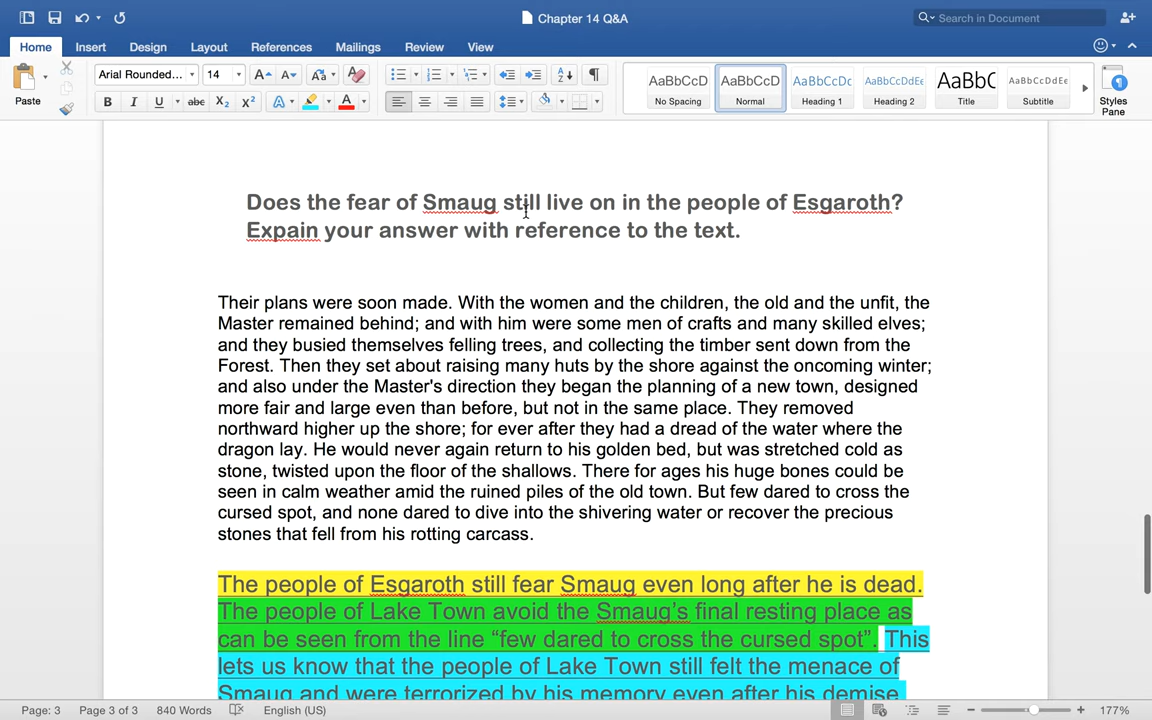 Chapter 14 Q&A
Search in Document
Home Insert Design Layout References Mailings Review View
Paste
Arial Rounded... 14
AaBbCcD AaBbCcD AaBbCcDc AaBbCcDdEe AaBbC AaBbCcDdEe
No Spacing Normal Heading 1 Heading 2 Title Subtitle
Styles Pane
Does the fear of Smaug still live on in the people of Esgaroth?
Expain your answer with reference to the text.
Their plans were soon made. With the women and the children, the old and the unfit, the
Master remained behind; and with him were some men of crafts and many skilled elves;
and they busied themselves felling trees, and collecting the timber sent down from the
Forest. Then they set about raising many huts by the shore against the oncoming winter;
and also under the Master's direction they began the planning of a new town, designed
more fair and large even than before, but not in the same place. They removed
northward higher up the shore; for ever after they had a dread of the water where the
dragon lay. He would never again return to his golden bed, but was stretched cold as
stone, twisted upon the floor of the shallows. There for ages his huge bones could be
seen in calm weather amid the ruined piles of the old town. But few dared to cross the
cursed spot, and none dared to dive into the shivering water or recover the precious
stones that fell from his rotting carcass.
The people of Esgaroth still fear Smaug even long after he is dead.
The people of Lake Town avoid the Smaug's final resting place as
can be seen from the line “few dared to cross the cursed spot”. This
lets us know that the people of Lake Town still felt the menace of
Smaug and were terrorized by his memory even after his demise
Page: 3 Page 3 of 3 840 Words English (US) 177%